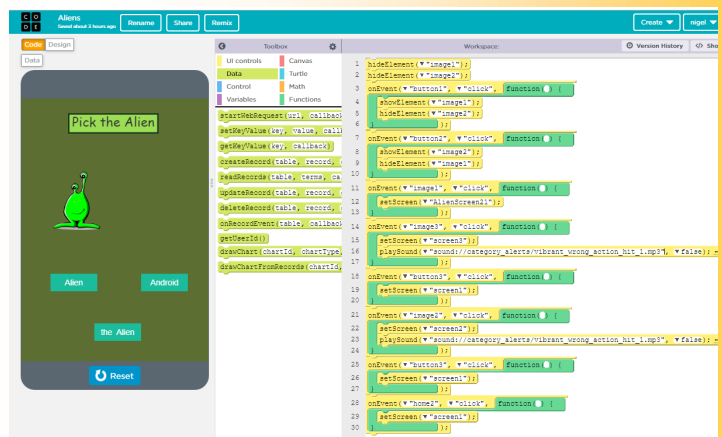 C O
D E
Aliens
Saved about 3 hours ago
Rename
Share
Remix
Create
nigel
Code
Design
Data
Pick the Alien
Alien
Android
the Alien
Reset
Toolbox
UI controls
Canvas
Data
Turtle
Control
Math
Variables
Functions
startWebRequest(url, callback
setKeyValue(key, value, call
getKeyValue(key, callback)
createRecord(table, record,
readRecords(table, terms, ca
updateRecord(table, record,
deleteRecord(table, record,
onRecordEvent(table, callback
getUserId()
drawChart(chartId, chartType,
drawChartFromRecords(chartId,
Workspace:
Version History
Sho
1 hideElement(▼"image1");
2 hideElement(▼"image2");
3 onEvent(▼"button1", ▼"click", function() {
4 showElement(▼"image1");
5 hideElement(▼"image2");
6 });
7 onEvent(▼"button2", ▼"click", function() {
8 showElement(▼"image2");
9 hideElement(▼"image1");
10 });
11 onEvent(▼"image1", ▼"click", function() {
12 setScreen(▼"AlienScreen21");
13 });
14 onEvent(▼"image3", ▼"click", function() {
15 setScreen(▼"screen3");
16 playSound(▼"sound://category_alerts/vibrant_wrong_action_hit_1.mp3", ▼false);
17 });
18 onEvent(▼"button3", ▼"click", function() {
19 setScreen(▼"screen1");
20 });
21 onEvent(▼"image2", ▼"click", function() {
22 setScreen(▼"screen2");
23 playSound(▼"sound://category_alerts/vibrant_wrong_action_hit_1.mp3", ▼false);
24 });
25 onEvent(▼"button3", ▼"click", function() {
26 setScreen(▼"screen1");
27 });
28 onEvent(▼"home2", ▼"click", function() {
29 setScreen(▼"screen1");
30 });